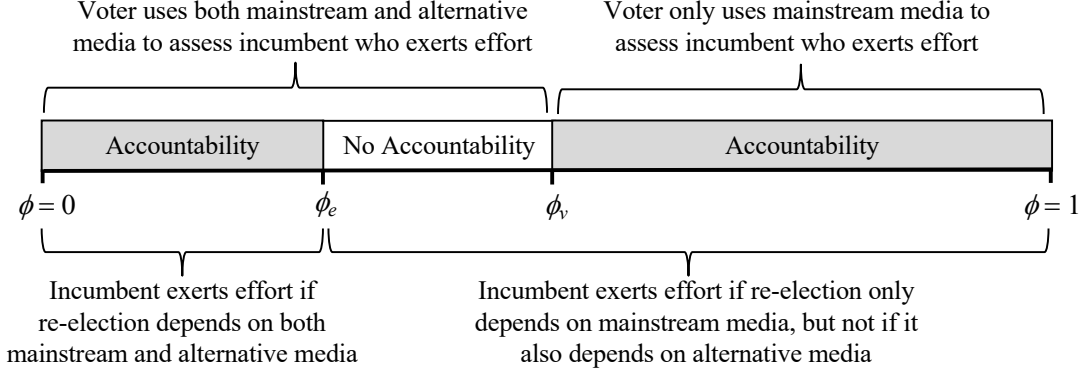 Voter uses both mainstream and alternative
media to assess incumbent who exerts effort
Voter only uses mainstream media to
assess incumbent who exerts effort
Accountability
No Accountability
Accountability
ϕ = 0
ϕe
ϕv
ϕ = 1
Incumbent exerts effort if
re-election depends on both
mainstream and alternative media
Incumbent exerts effort if re-election only
depends on mainstream media, but not if it
also depends on alternative media